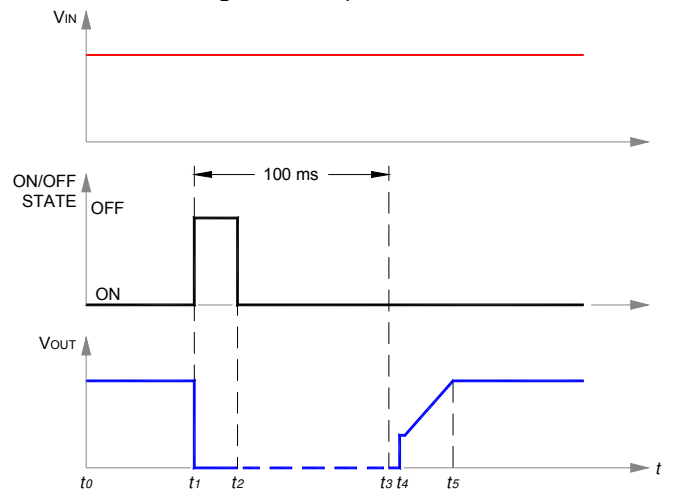 VIN
100 ms
ON/OFF
STATE
OFF
ON
VOUT
t0 t1 t2 t3 t4 t5 t